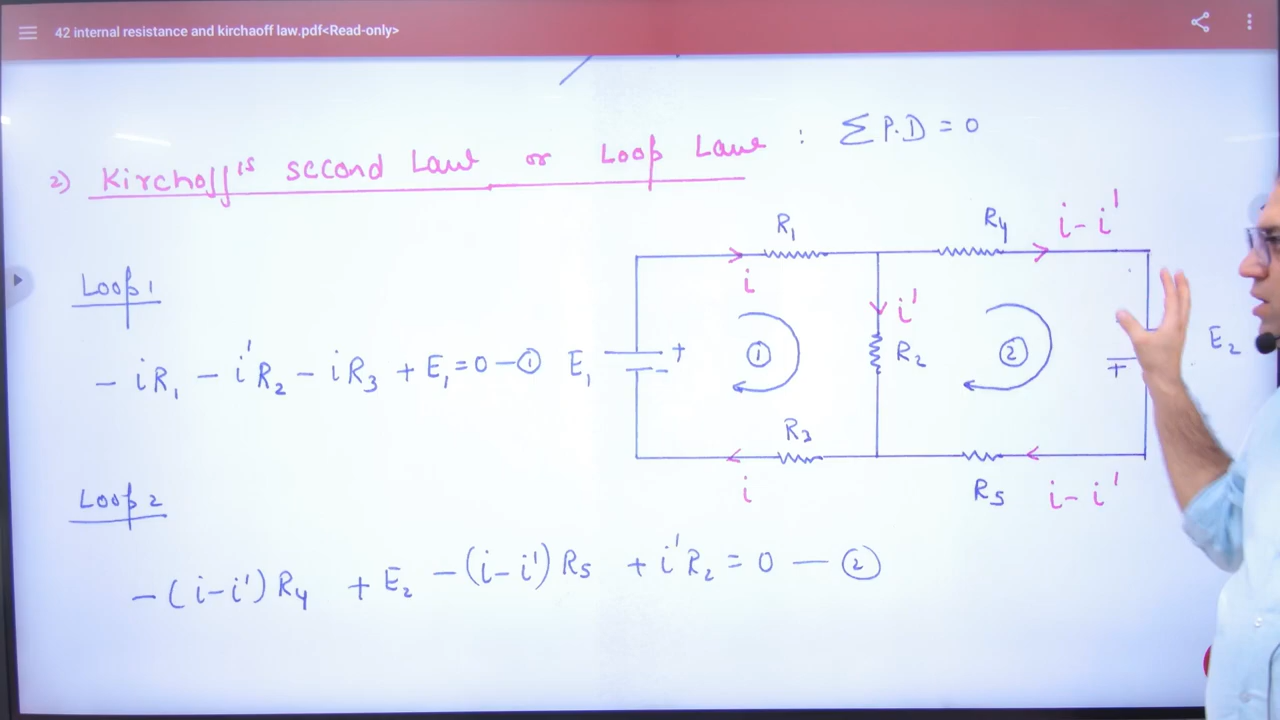 42 internal resistance and kirchaoff law.pdf<Read-only>
2) Kirchoff's second Law or Loop Law : ΣP.D = 0
R1
R4
i-i'
i
Loop 1
i'
- iR1 - i'R2 - iR3 + E1 = 0 - ①
E1
+
-
①
R2
②
+
E2
R3
i
R5
i-i'
Loop 2
-(i-i')R4 + E2 -(i-i')R5 + i'R2 = 0 — ②